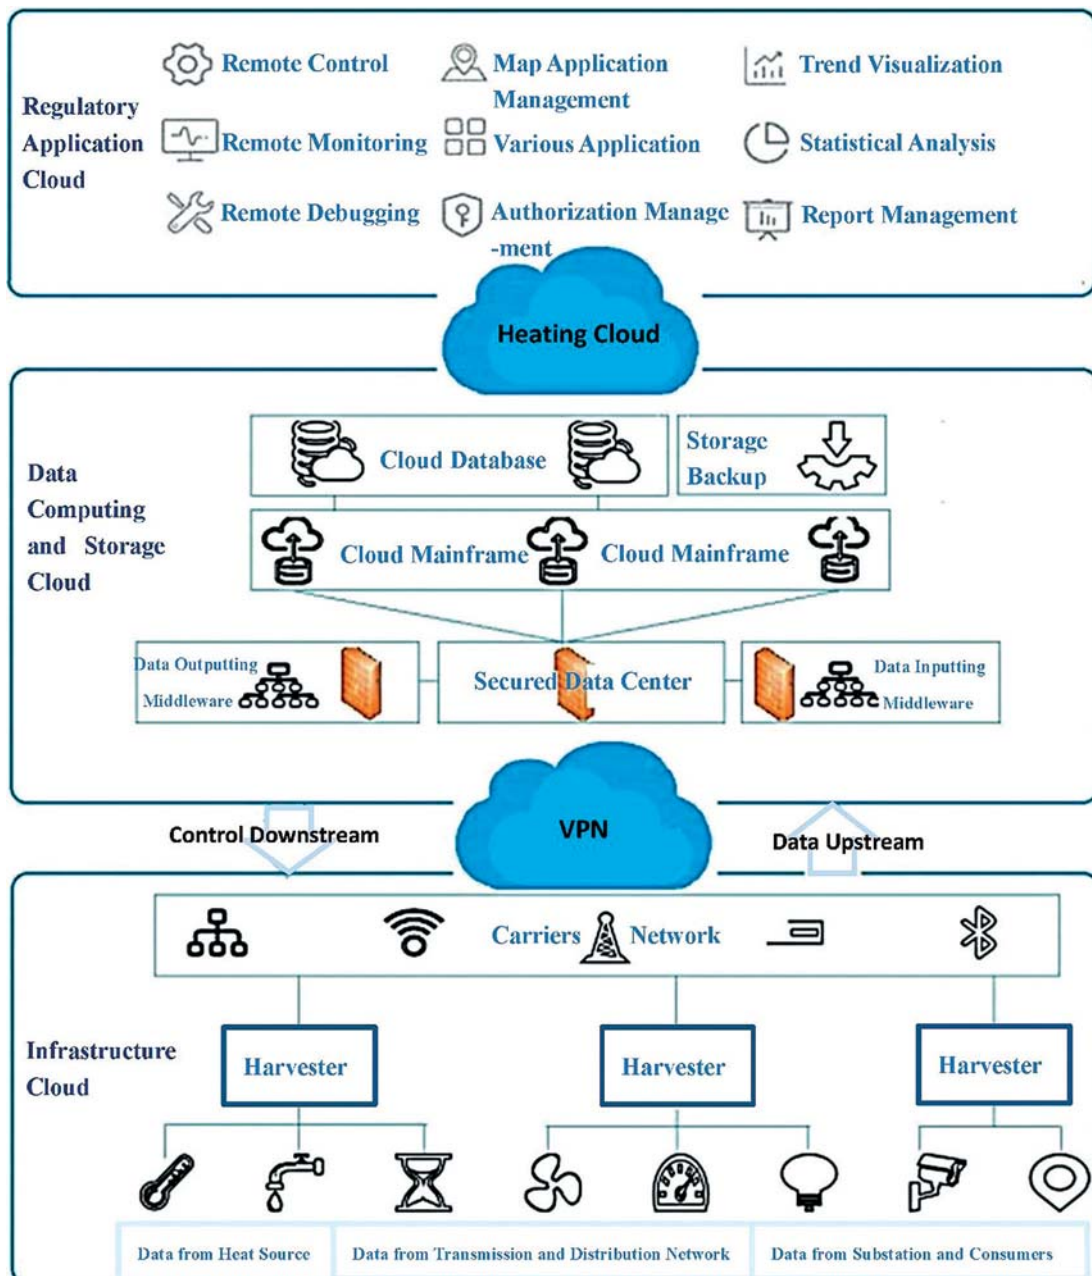 Regulatory
Application
Cloud
Remote Control
Map Application
Management
Trend Visualization
Remote Monitoring
Various Application
Statistical Analysis
Remote Debugging
Authorization Manage
-ment
Report Management
Heating Cloud
Data
Computing
and Storage
Cloud
Cloud Database
Storage
Backup
Cloud Mainframe
Cloud Mainframe
Data Outputting
Middleware
Secured Data Center
Data Inputting
Middleware
Control Downstream
VPN
Data Upstream
Infrastructure
Cloud
Carriers Network
Harvester
Harvester
Harvester
Data from Heat Source
Data from Transmission and Distribution Network
Data from Substation and Consumers